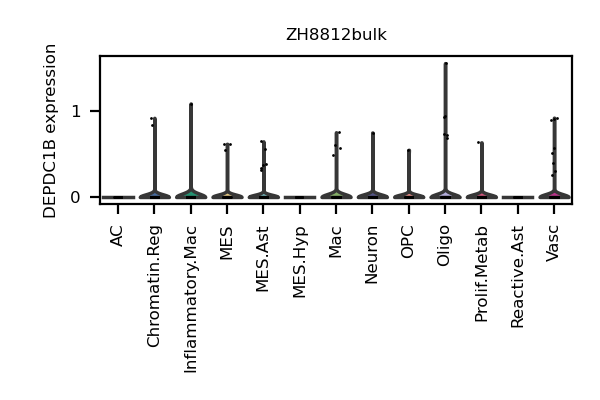 ZH8812bulk
DEPDC1B expression
1
0
AC
Chromatin.Reg
Inflammatory.Mac
MES
MES.Ast
MES.Hyp
Mac
Neuron
OPC
Oligo
Prolif.Metab
Reactive.Ast
Vasc